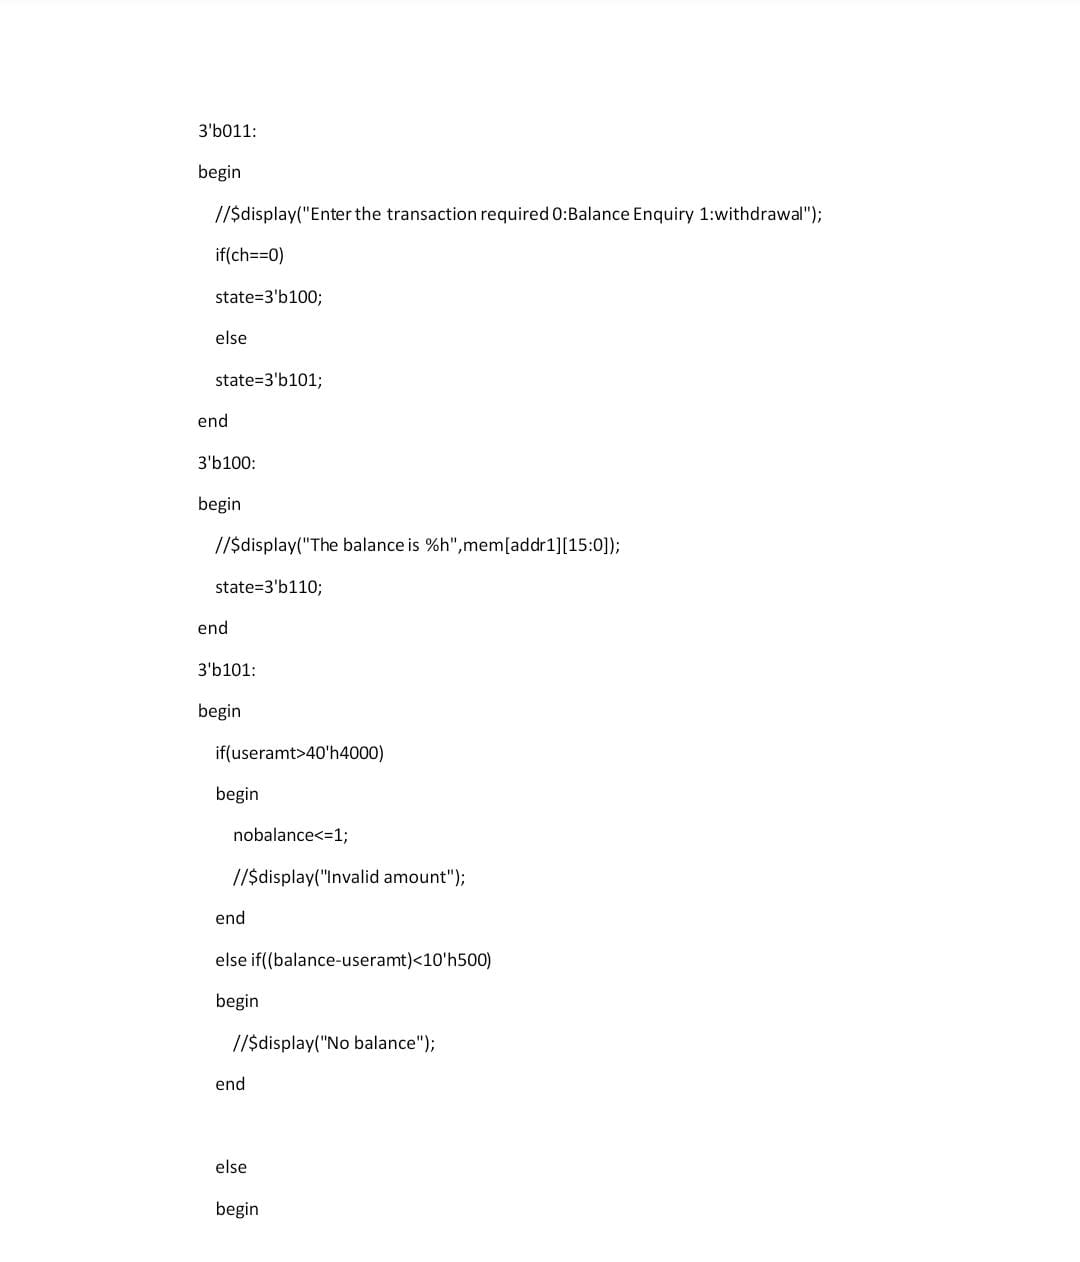 3'b011:
begin
//$display("Enter the transaction required 0:Balance Enquiry 1:withdrawal");
if(ch==0)
state=3'b100;
else
state=3'b101;
end
3'b100:
begin
//$display("The balance is %h",mem[addr1][15:0]);
state=3'b110;
end
3'b101:
begin
if(useramt>40'h4000)
begin
nobalance<=1;
//$display("Invalid amount");
end
else if((balance-useramt)<10'h500)
begin
//$display("No balance");
end
else
begin